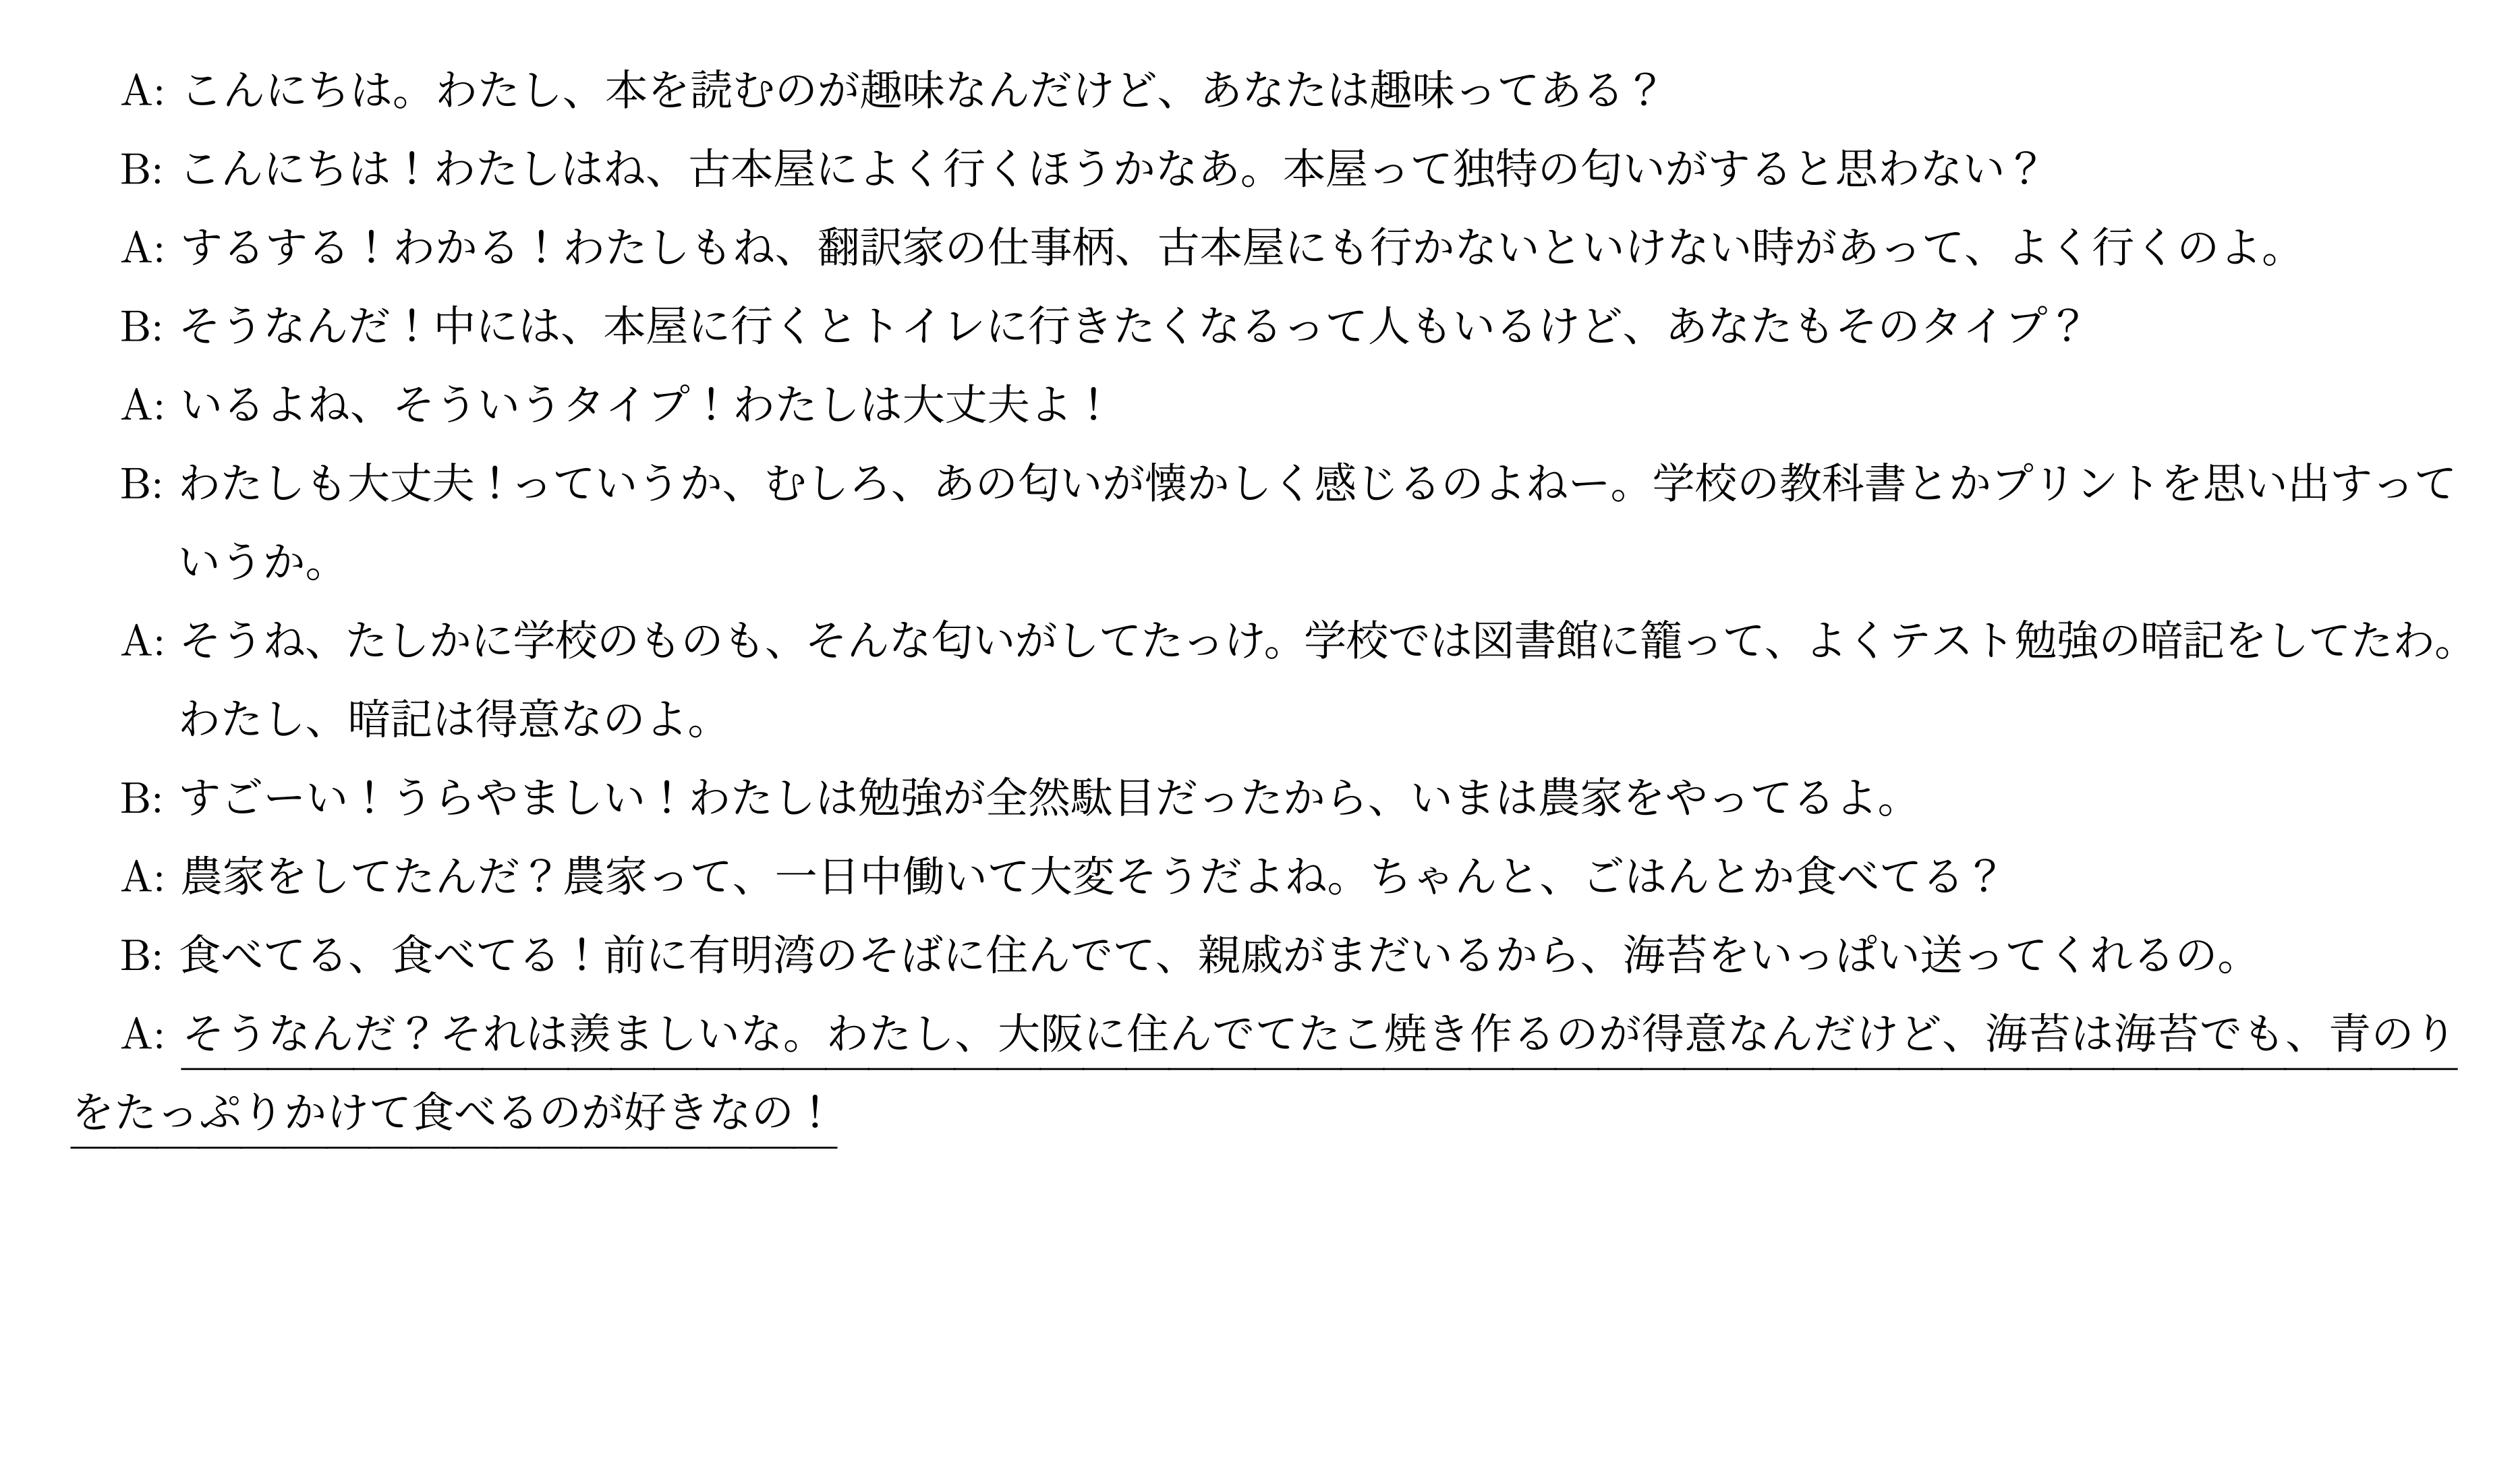 A: こんにちは。わたし、本を読むのが趣味なんだけど、あなたは趣味ってある？
B: こんにちは！わたしはね、古本屋によく行くほうかなあ。本屋って独特の匂いがすると思わない？
A: するする！わかる！わたしもね、翻訳家の仕事柄、古本屋にも行かないといけない時があって、よく行くのよ。
B: そうなんだ！中には、本屋に行くとトイレに行きたくなるって人もいるけど、あなたもそのタイプ？
A: いるよね、そういうタイプ！わたしは大丈夫よ！
B: わたしも大丈夫！っていうか、むしろ、あの匂いが懐かしく感じるのよねー。学校の教科書とかプリントを思い出すって
いうか。
A: そうね、たしかに学校のものも、そんな匂いがしてたっけ。学校では図書館に籠って、よくテスト勉強の暗記をしてたわ。
わたし、暗記は得意なのよ。
B: すごーい！うらやましい！わたしは勉強が全然駄目だったから、いまは農家をやってるよ。
A: 農家をしてたんだ？農家って、一日中働いて大変そうだよね。 ちゃんと、ごはんとか食べてる？
B: 食べてる、食べてる！前に有明湾のそばに住んでて、親戚がまだいるから、海苔をいっぱい送ってくれるの。
A: そうなんだ？それは羨ましいな。わたし、大阪に住んでてたこ焼き作るのが得意なんだけど、海苔は海苔でも、青のり
をたっぷりかけて食べるのが好きなの！